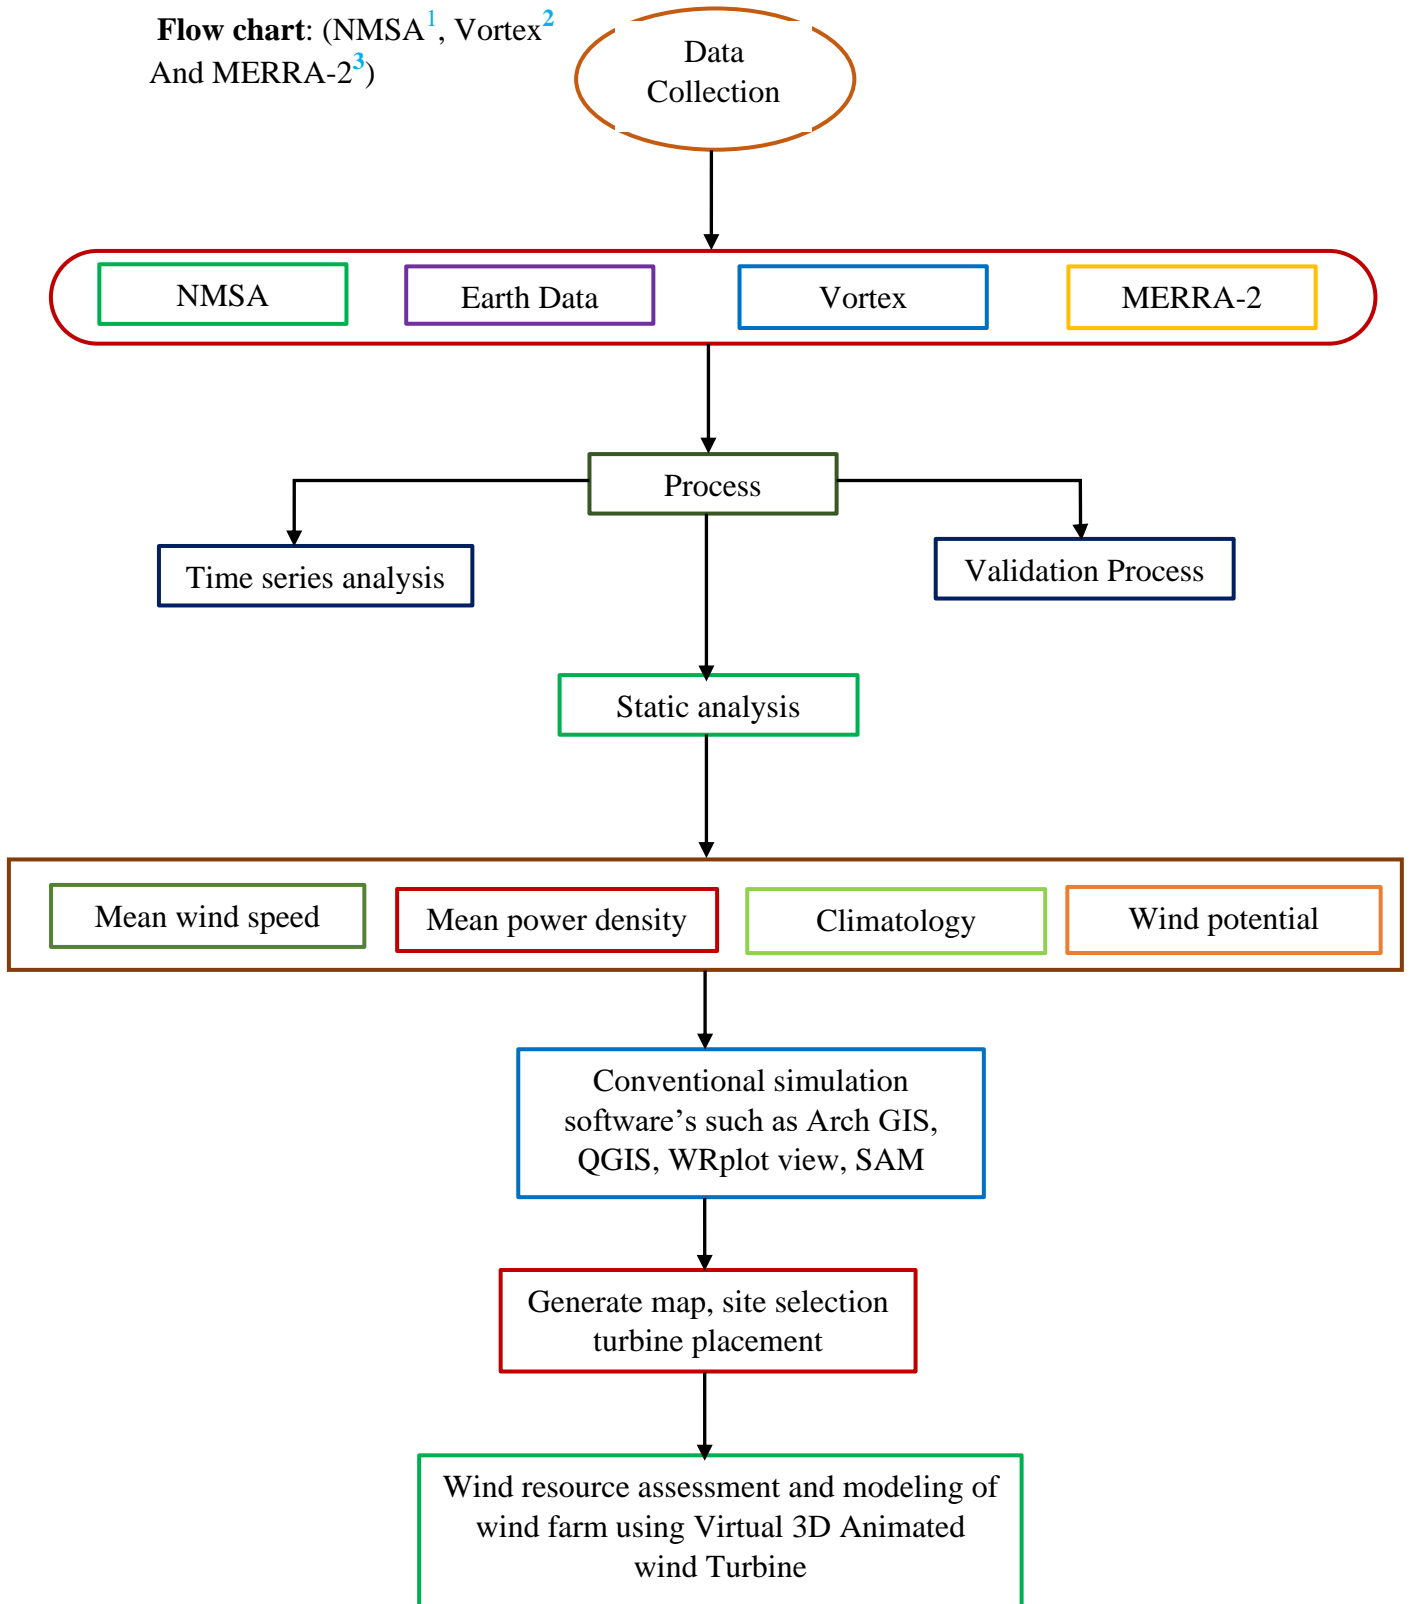 Flow chart: (NMSA¹, Vortex²
And MERRA-2³)
Data
Collection
NMSA
Earth Data
Vortex
MERRA-2
Process
Time series analysis
Validation Process
Static analysis
Mean wind speed
Mean power density
Climatology
Wind potential
Conventional simulation
software’s such as Arch GIS,
QGIS, WRplot view, SAM
Generate map, site selection
turbine placement
Wind resource assessment and modeling of
wind farm using Virtual 3D Animated
wind Turbine